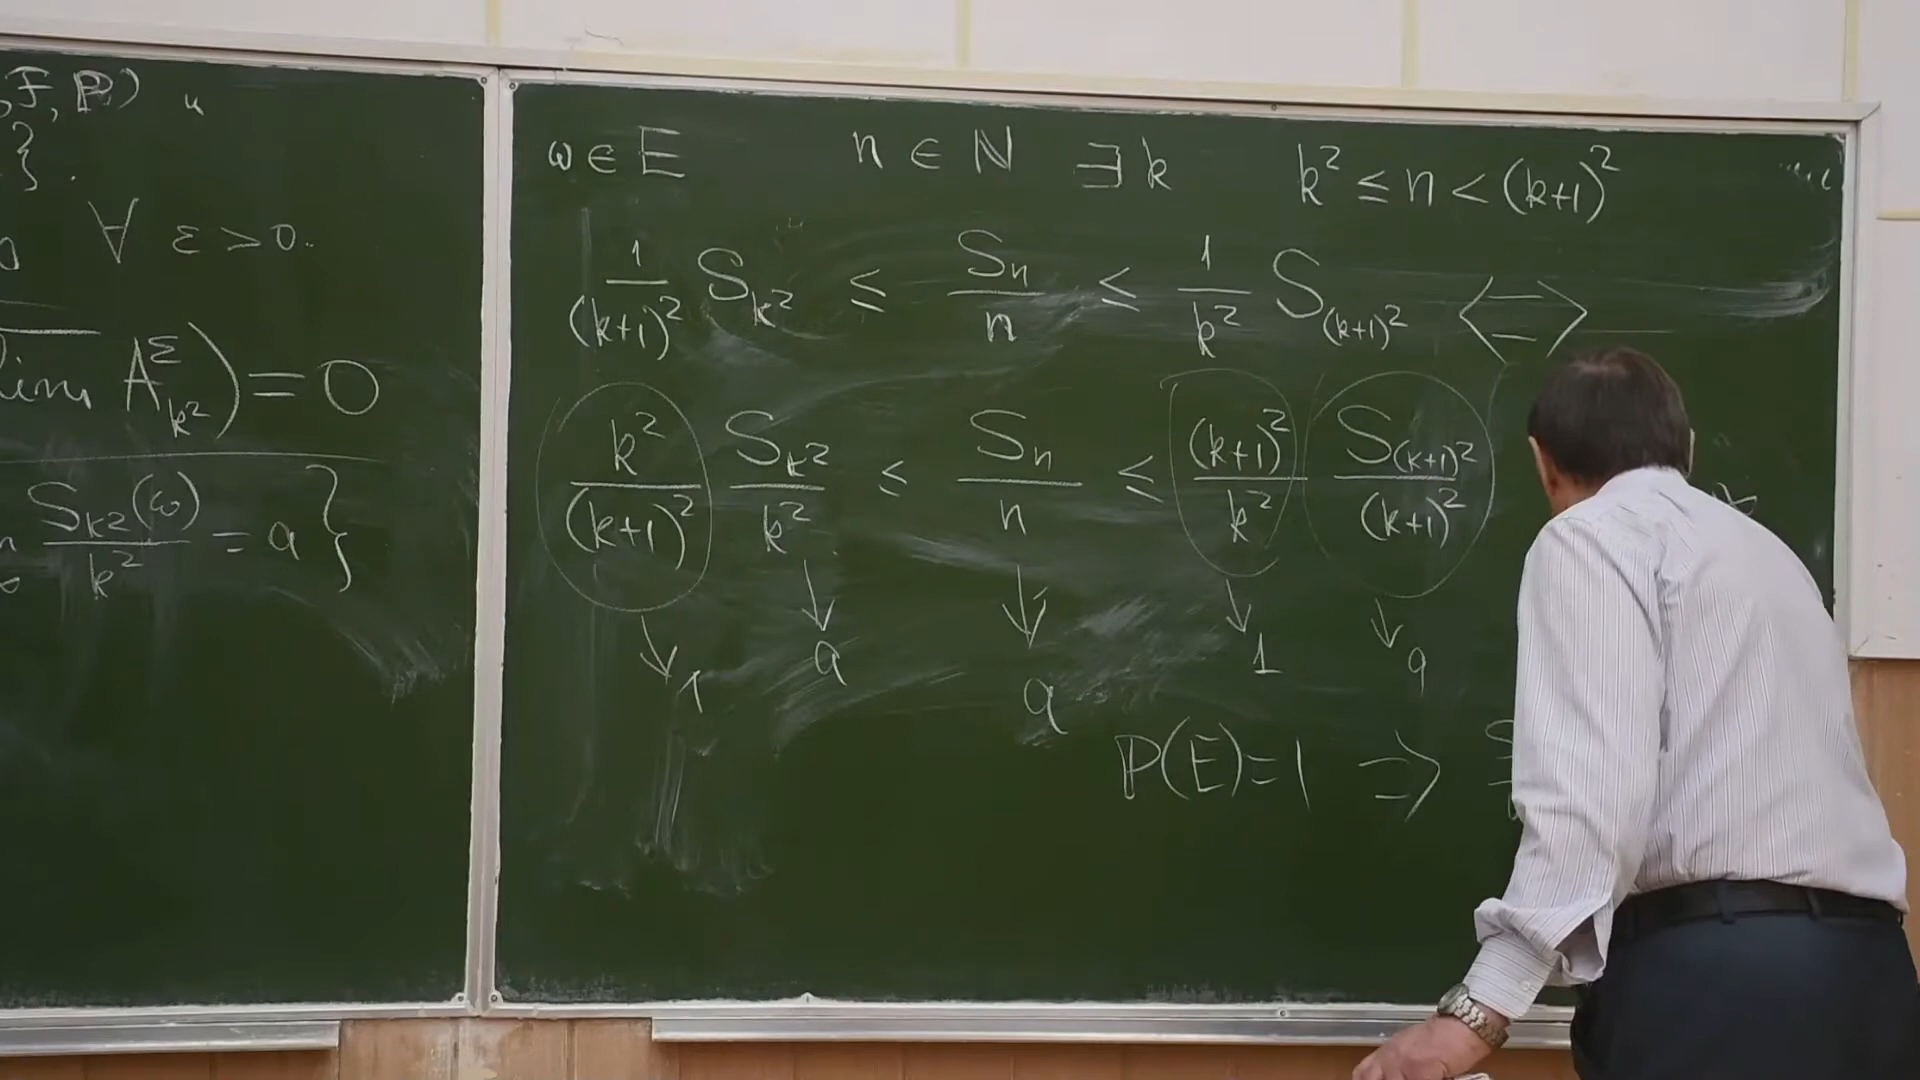 , F, P) и
}.
∀ ε > 0.
lim A^ε_{k²}) = 0
S_{k²}(ω) / k² = a }
ω ∈ E n ∈ ℕ ∃ k k² ≤ n < (k+1)²
1/(k+1)² S_{k²} ≤ S_n/n ≤ 1/k² S_{(k+1)²} ⟺
k²/(k+1)² S_{k²}/k² ≤ S_n/n ≤ (k+1)²/k² S_{(k+1)²}/(k+1)²
↓ ↓ ↓ ↓ ↓
1 a a 1 a
P(E) = 1 ⇒